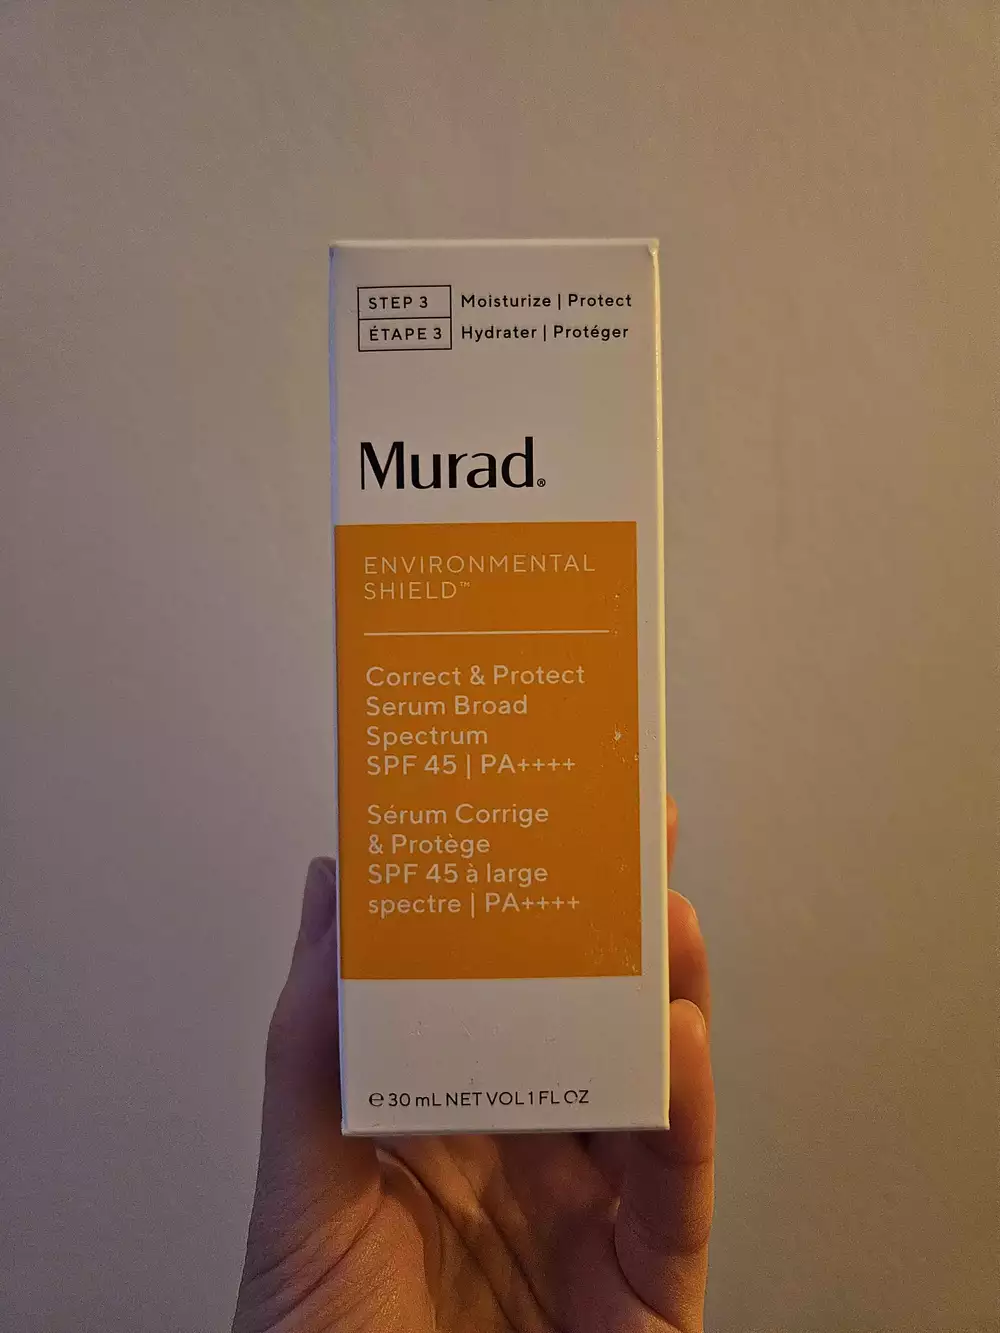 STEP 3 Moisturize | Protect
ÉTAPE 3 Hydrater | Protéger
Murad®
ENVIRONMENTAL
SHIELD™
Correct & Protect
Serum Broad
Spectrum
SPF 45 | PA++++
Sérum Corrige
& Protège
SPF 45 à large
spectre | PA++++
℮ 30 mL NET VOL 1 FL OZ